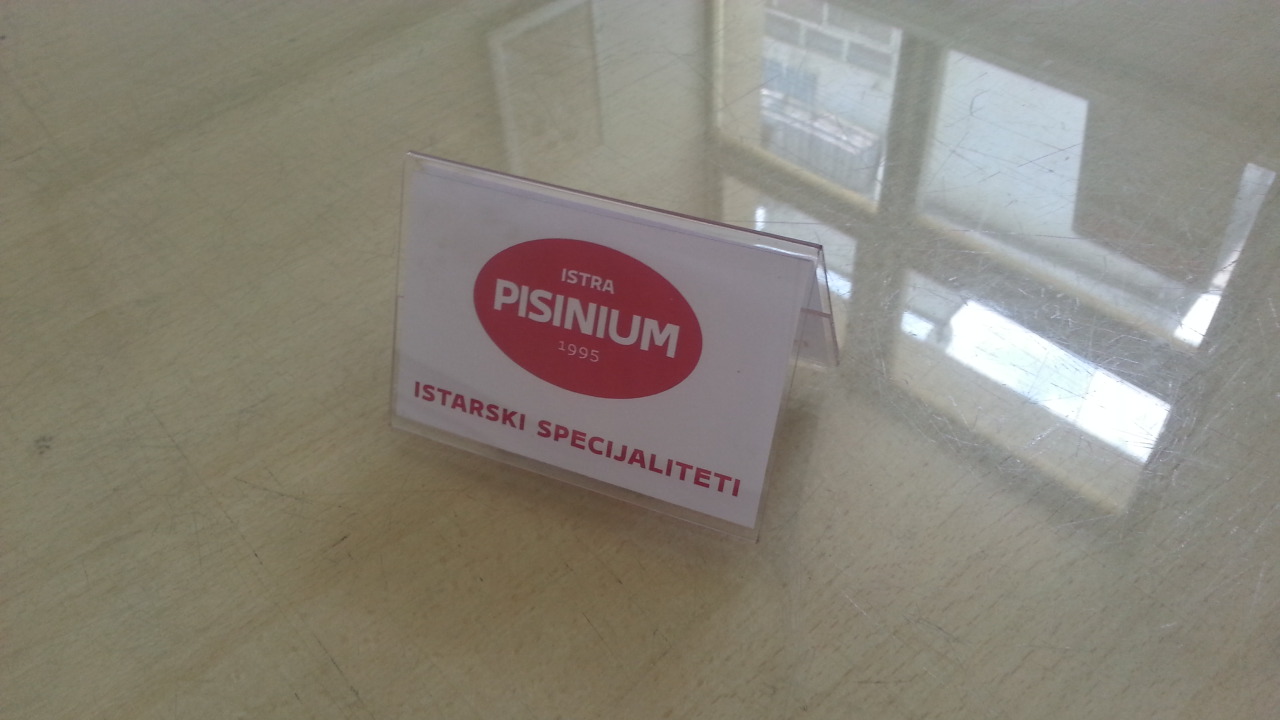 ISTRA
PISINIUM
1995
ISTARSKI SPECIJALITETI